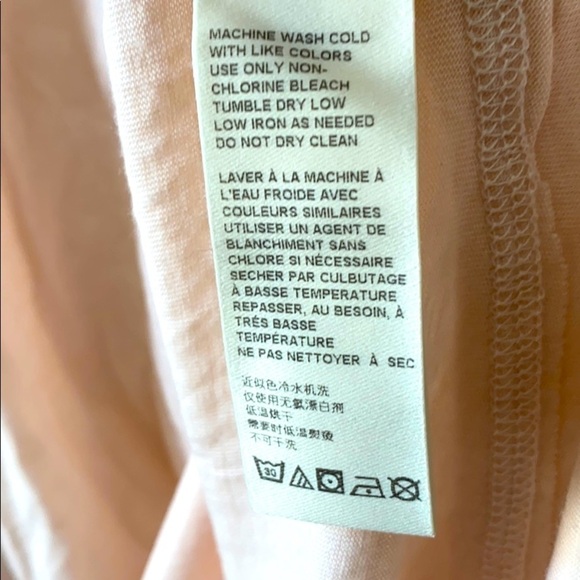 MACHINE WASH COLD
WITH LIKE COLORS
USE ONLY NON-
CHLORINE BLEACH
TUMBLE DRY LOW
LOW IRON AS NEEDED
DO NOT DRY CLEAN
LAVER À LA MACHINE À
L'EAU FROIDE AVEC
COULEURS SIMILAIRES
UTILISER UN AGENT DE
BLANCHIMENT SANS
CHLORE SI NÉCESSAIRE
SECHER PAR CULBUTAGE
À BASSE TEMPERATURE
REPASSER, AU BESOIN, À
TRÉS BASSE
TEMPÉRATURE
NE PAS NETTOYER À SEC
近似色冷水机洗
仅使用无氯漂白剂
低温烘干
需要时低温熨烫
不可干洗
30